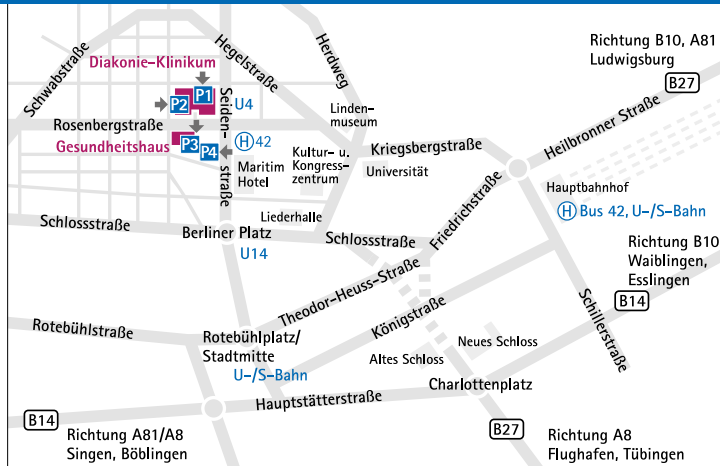 Schwabstraße
Hegelstraße
Herdweg
Richtung B10, A81
Ludwigsburg
B27
Diakonie-Klinikum
P1
P2
U4
Seiden-
straße
Linden-
museum
Heilbronner Straße
Rosenbergstraße
Gesundheitshaus
P3
P4
H 42
Maritim
Hotel
Kultur- u.
Kongress-
zentrum
Kriegsbergstraße
Universität
Friedrichstraße
Hauptbahnhof
H Bus 42, U-/S-Bahn
Schlossstraße
Liederhalle
Berliner Platz
U14
Schlossstraße
Richtung B10
Waiblingen,
Esslingen
B14
Theodor-Heuss-Straße
Königstraße
Schillerstraße
Rotebühlstraße
Rotebühlplatz/
Stadtmitte
U-/S-Bahn
Altes Schloss
Neues Schloss
Charlottenplatz
Hauptstätterstraße
B14
Richtung A81/A8
Singen, Böblingen
B27
Richtung A8
Flughafen, Tübingen